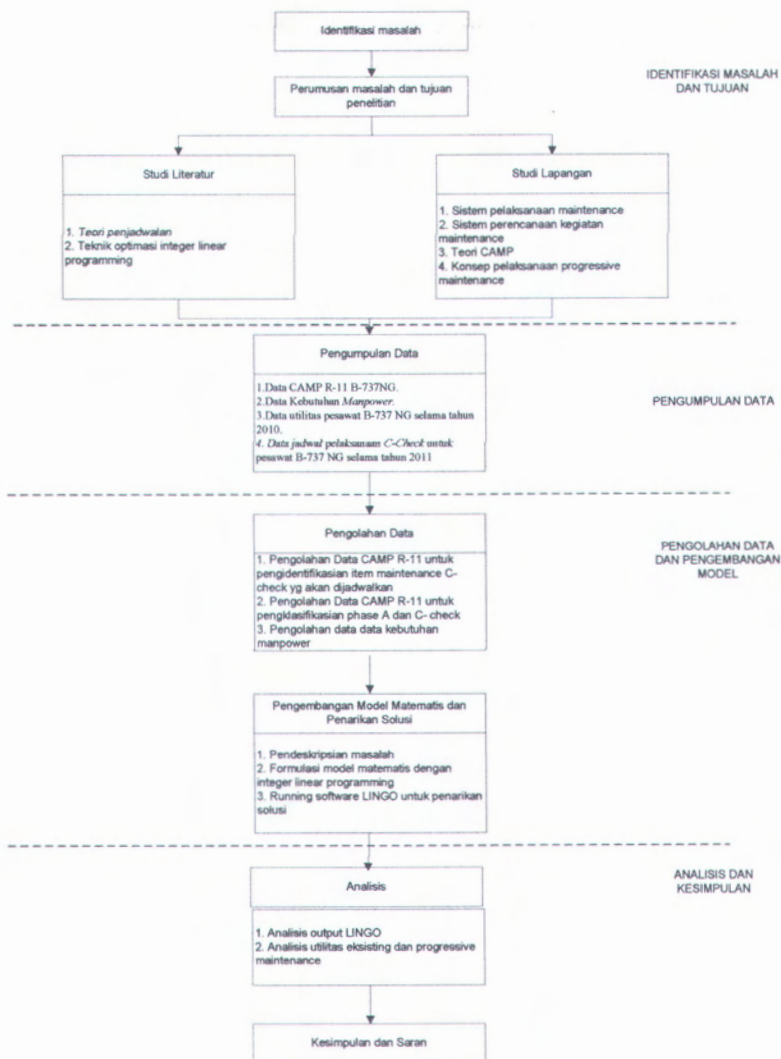 Identifikasi masalah
IDENTIFIKASI MASALAH
DAN TUJUAN
Perumusan masalah dan tujuan
penelitian
Studi Literatur
1. Teori penjadwalan
2. Teknik optimasi integer linear
programming
Studi Lapangan
1. Sistem pelaksanaan maintenance
2. Sistem perencanaan kegiatan
maintenance
3. Teori CAMP
4. Konsep pelaksanaan progressive
maintenance
Pengumpulan Data
1.Data CAMP R-11 B-737NG.
2.Data Kebutuhan Manpower.
3.Data utilitas pesawat B-737 NG selama tahun
2010.
4. Data jadwal pelaksanaan C-Check untuk
pesawat B-737 NG selama tahun 2011
PENGUMPULAN DATA
Pengolahan Data
1. Pengolahan Data CAMP R-11 untuk
pengidentifikasian item maintenance C-
check yg akan dijadwalkan
2. Pengolahan Data CAMP R-11 untuk
pengklasifikasian phase A dan C- check
3. Pengolahan data data kebutuhan
manpower
PENGOLAHAN DATA
DAN PENGEMBANGAN
MODEL
Pengembangan Model Matematis dan
Penarikan Solusi
1. Pendeskripsian masalah
2. Formulasi model matematis dengan
integer linear programming
3. Running software LINGO untuk penarikan
solusi
Analisis
1. Analisis output LINGO
2. Analisis utilitas eksisting dan progressive
maintenance
ANALISIS DAN
KESIMPULAN
Kesimpulan dan Saran